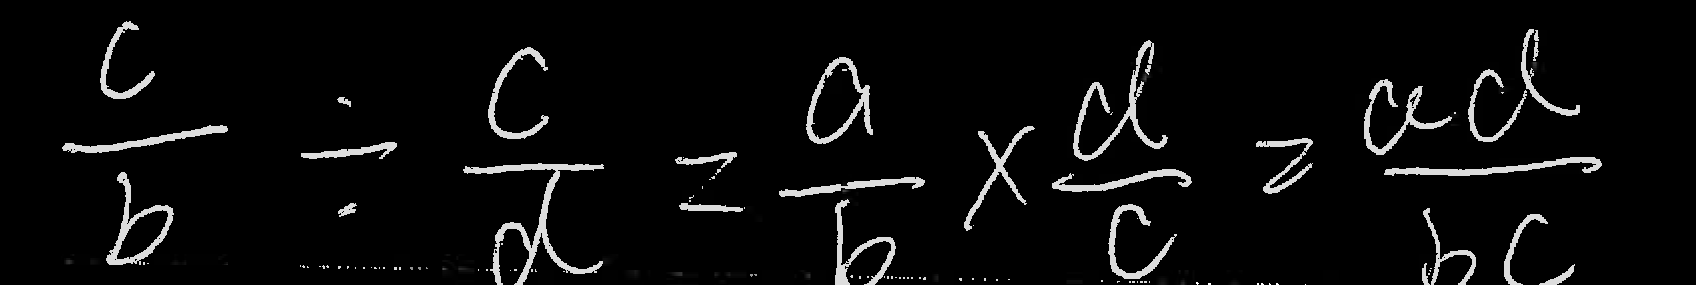 c/b ÷ c/d = a/b × d/c = ad/bc